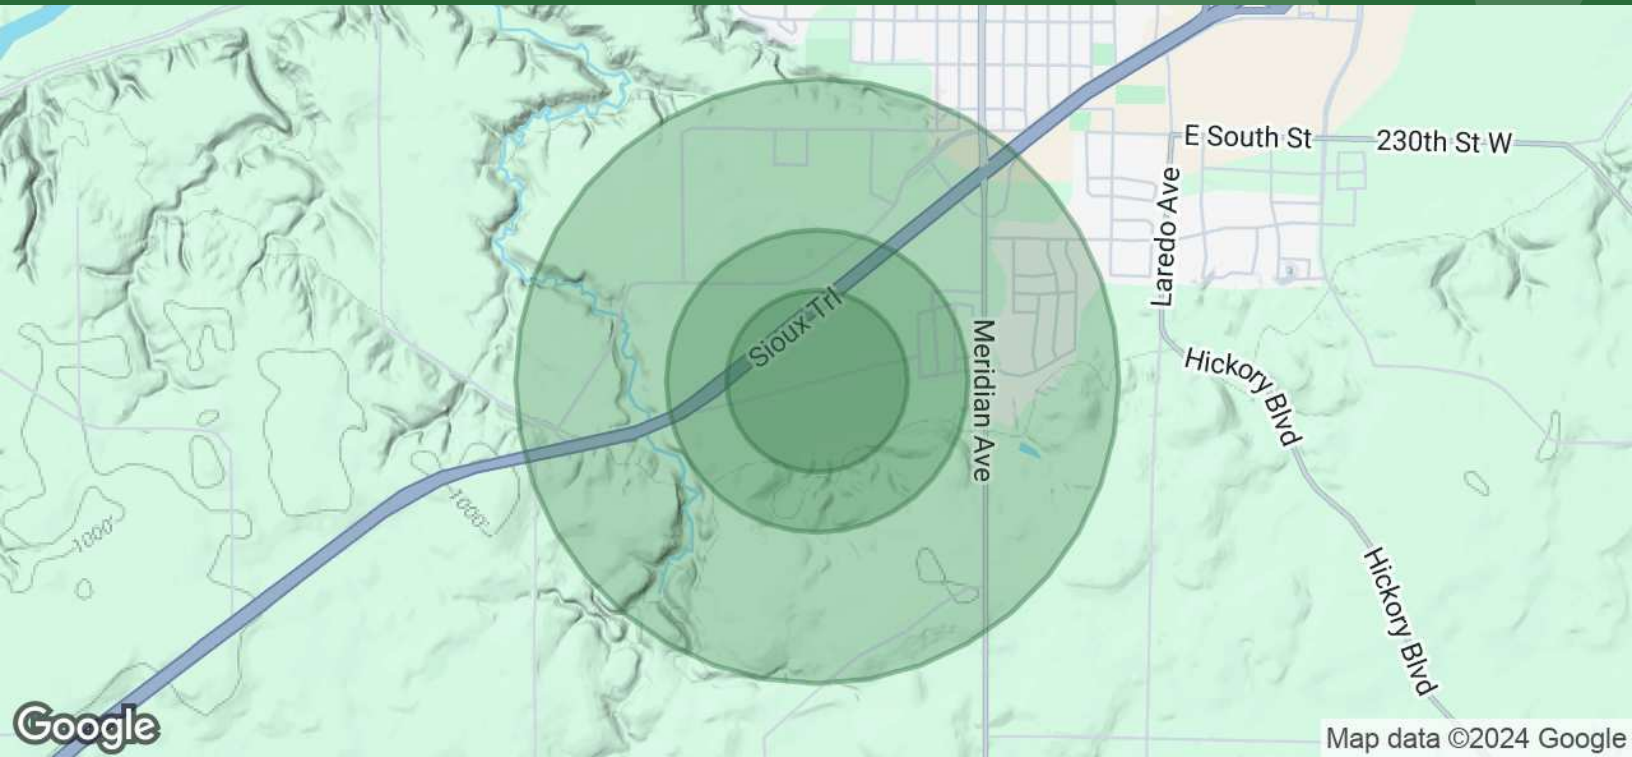 E South St
230th St W
Laredo Ave
Sioux Trl
Meridian Ave
Hickory Blvd
1000'
1000'
Hickory Blvd
Google
Map data ©2024 Google